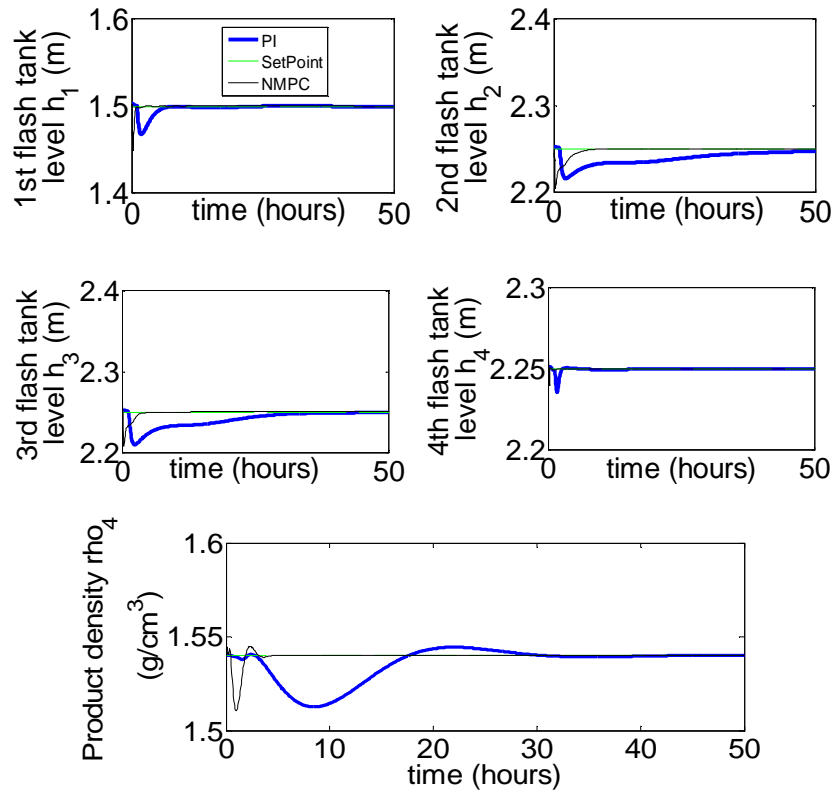 1st flash tank
level h1 (m)
1.6
1.5
1.4
0
50
time (hours)
PI
SetPoint
NMPC
2nd flash tank
level h2 (m)
2.4
2.3
2.2
0
50
time (hours)
3rd flash tank
level h3 (m)
2.4
2.3
2.2
0
50
time (hours)
4th flash tank
level h4 (m)
2.3
2.25
2.2
0
50
time (hours)
Product density rho4
(g/cm3)
1.6
1.55
1.5
0
10
20
30
40
50
time (hours)